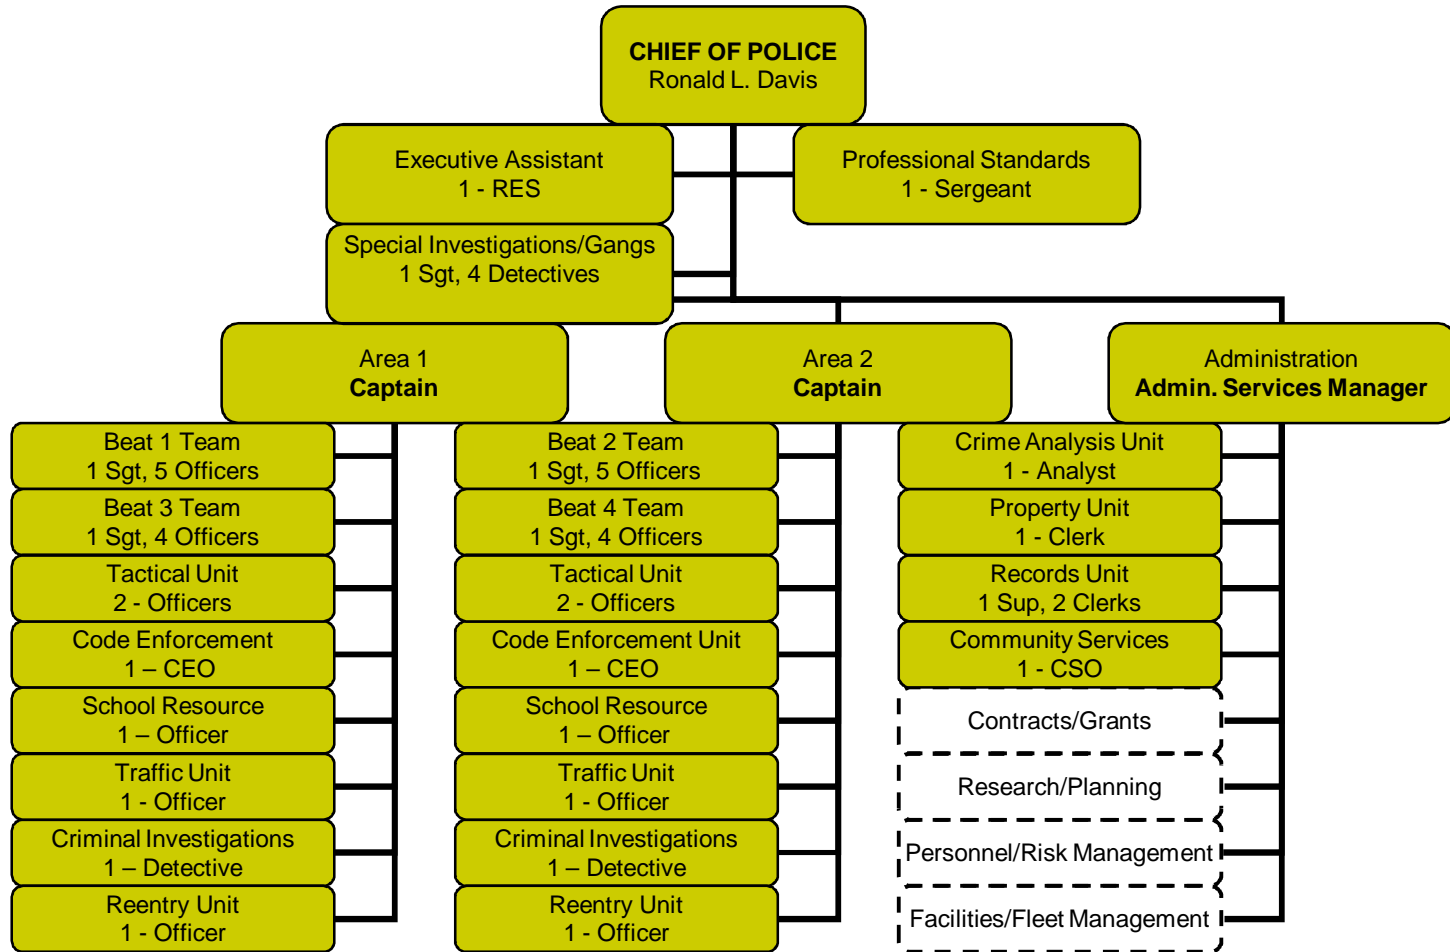 CHIEF OF POLICE
Ronald L. Davis
Executive Assistant
1 - RES
Professional Standards
1 - Sergeant
Special Investigations/Gangs
1 Sgt, 4 Detectives
Area 1
Captain
Area 2
Captain
Administration
Admin. Services Manager
Beat 1 Team
1 Sgt, 5 Officers
Beat 3 Team
1 Sgt, 4 Officers
Tactical Unit
2 - Officers
Code Enforcement
1 – CEO
School Resource
1 – Officer
Traffic Unit
1 - Officer
Criminal Investigations
1 – Detective
Reentry Unit
1 - Officer
Beat 2 Team
1 Sgt, 5 Officers
Beat 4 Team
1 Sgt, 4 Officers
Tactical Unit
2 - Officers
Code Enforcement Unit
1 – CEO
School Resource
1 – Officer
Traffic Unit
1 - Officer
Criminal Investigations
1 – Detective
Reentry Unit
1 - Officer
Crime Analysis Unit
1 - Analyst
Property Unit
1 - Clerk
Records Unit
1 Sup, 2 Clerks
Community Services
1 - CSO
Contracts/Grants
Research/Planning
Personnel/Risk Management
Facilities/Fleet Management